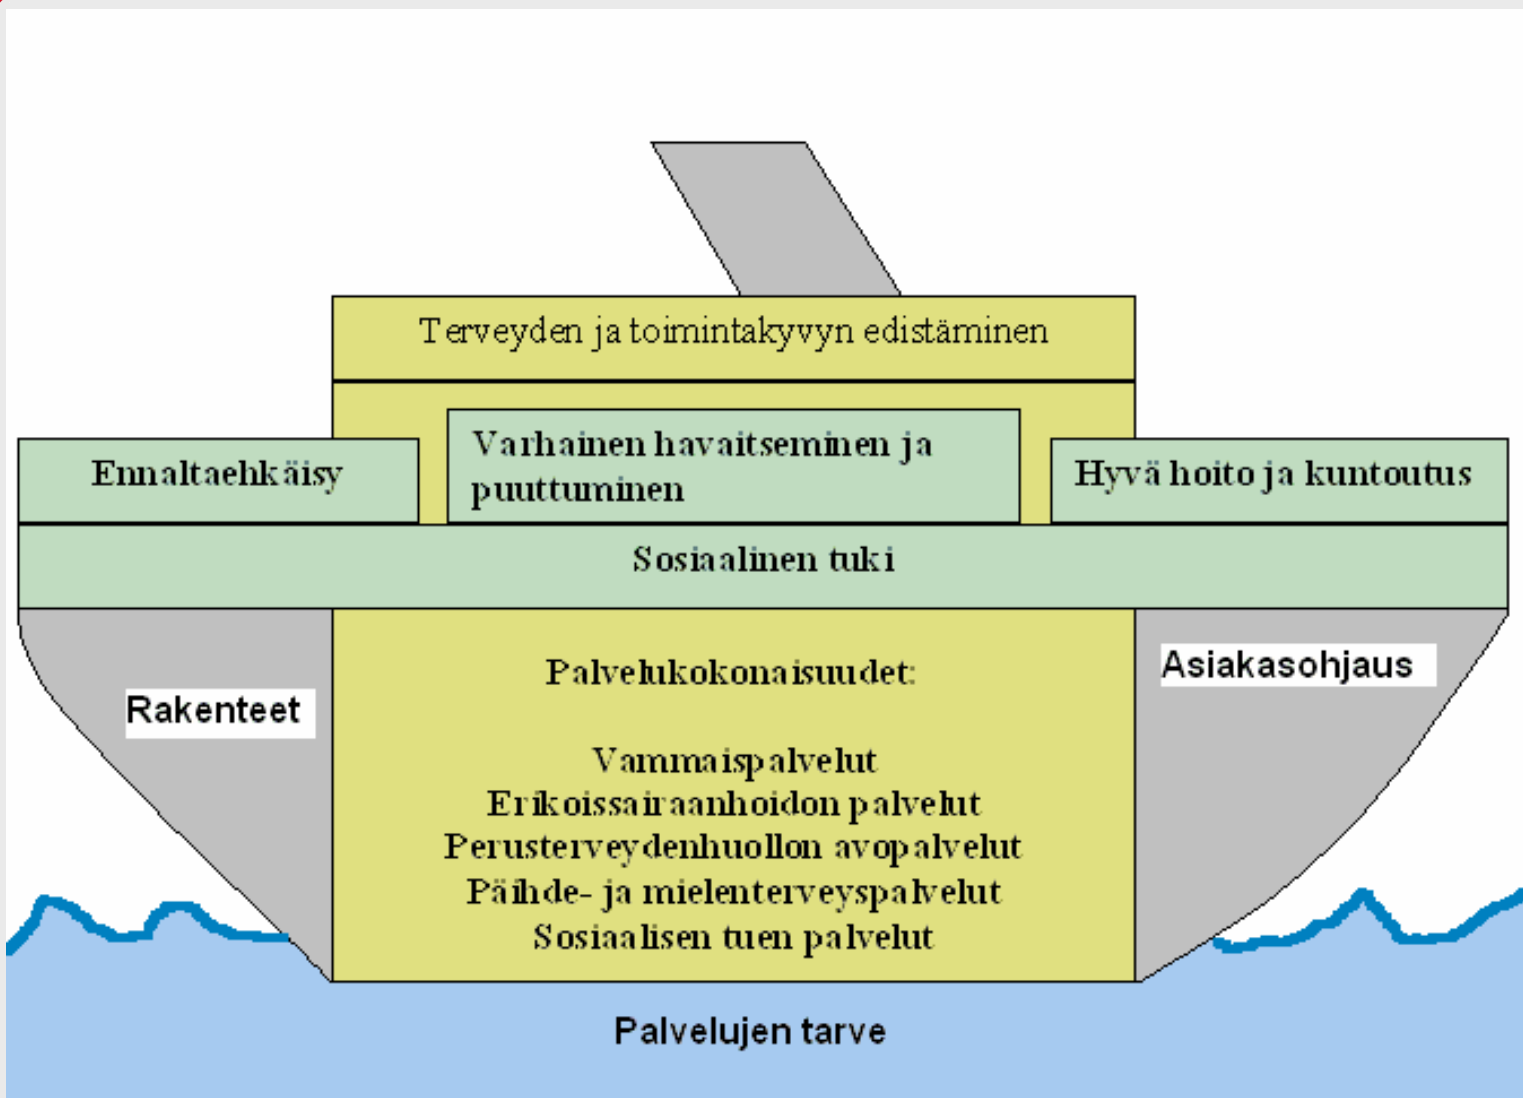 Terveyden ja toimintakyvyn edistäminen
Ennaltaehkäisy
Varhainen havaitseminen ja
puuttuminen
Hyvä hoito ja kuntoutus
Sosiaalinen tuki
Rakenteet
Palvelukokonaisuudet:
Vammaispalvelut
Erikoissairaanhoidon palvelut
Perusterveydenhuollon avopalvelut
Päihde- ja mielenterveyspalvelut
Sosiaalisen tuen palvelut
Asiakasohjaus
Palvelujen tarve